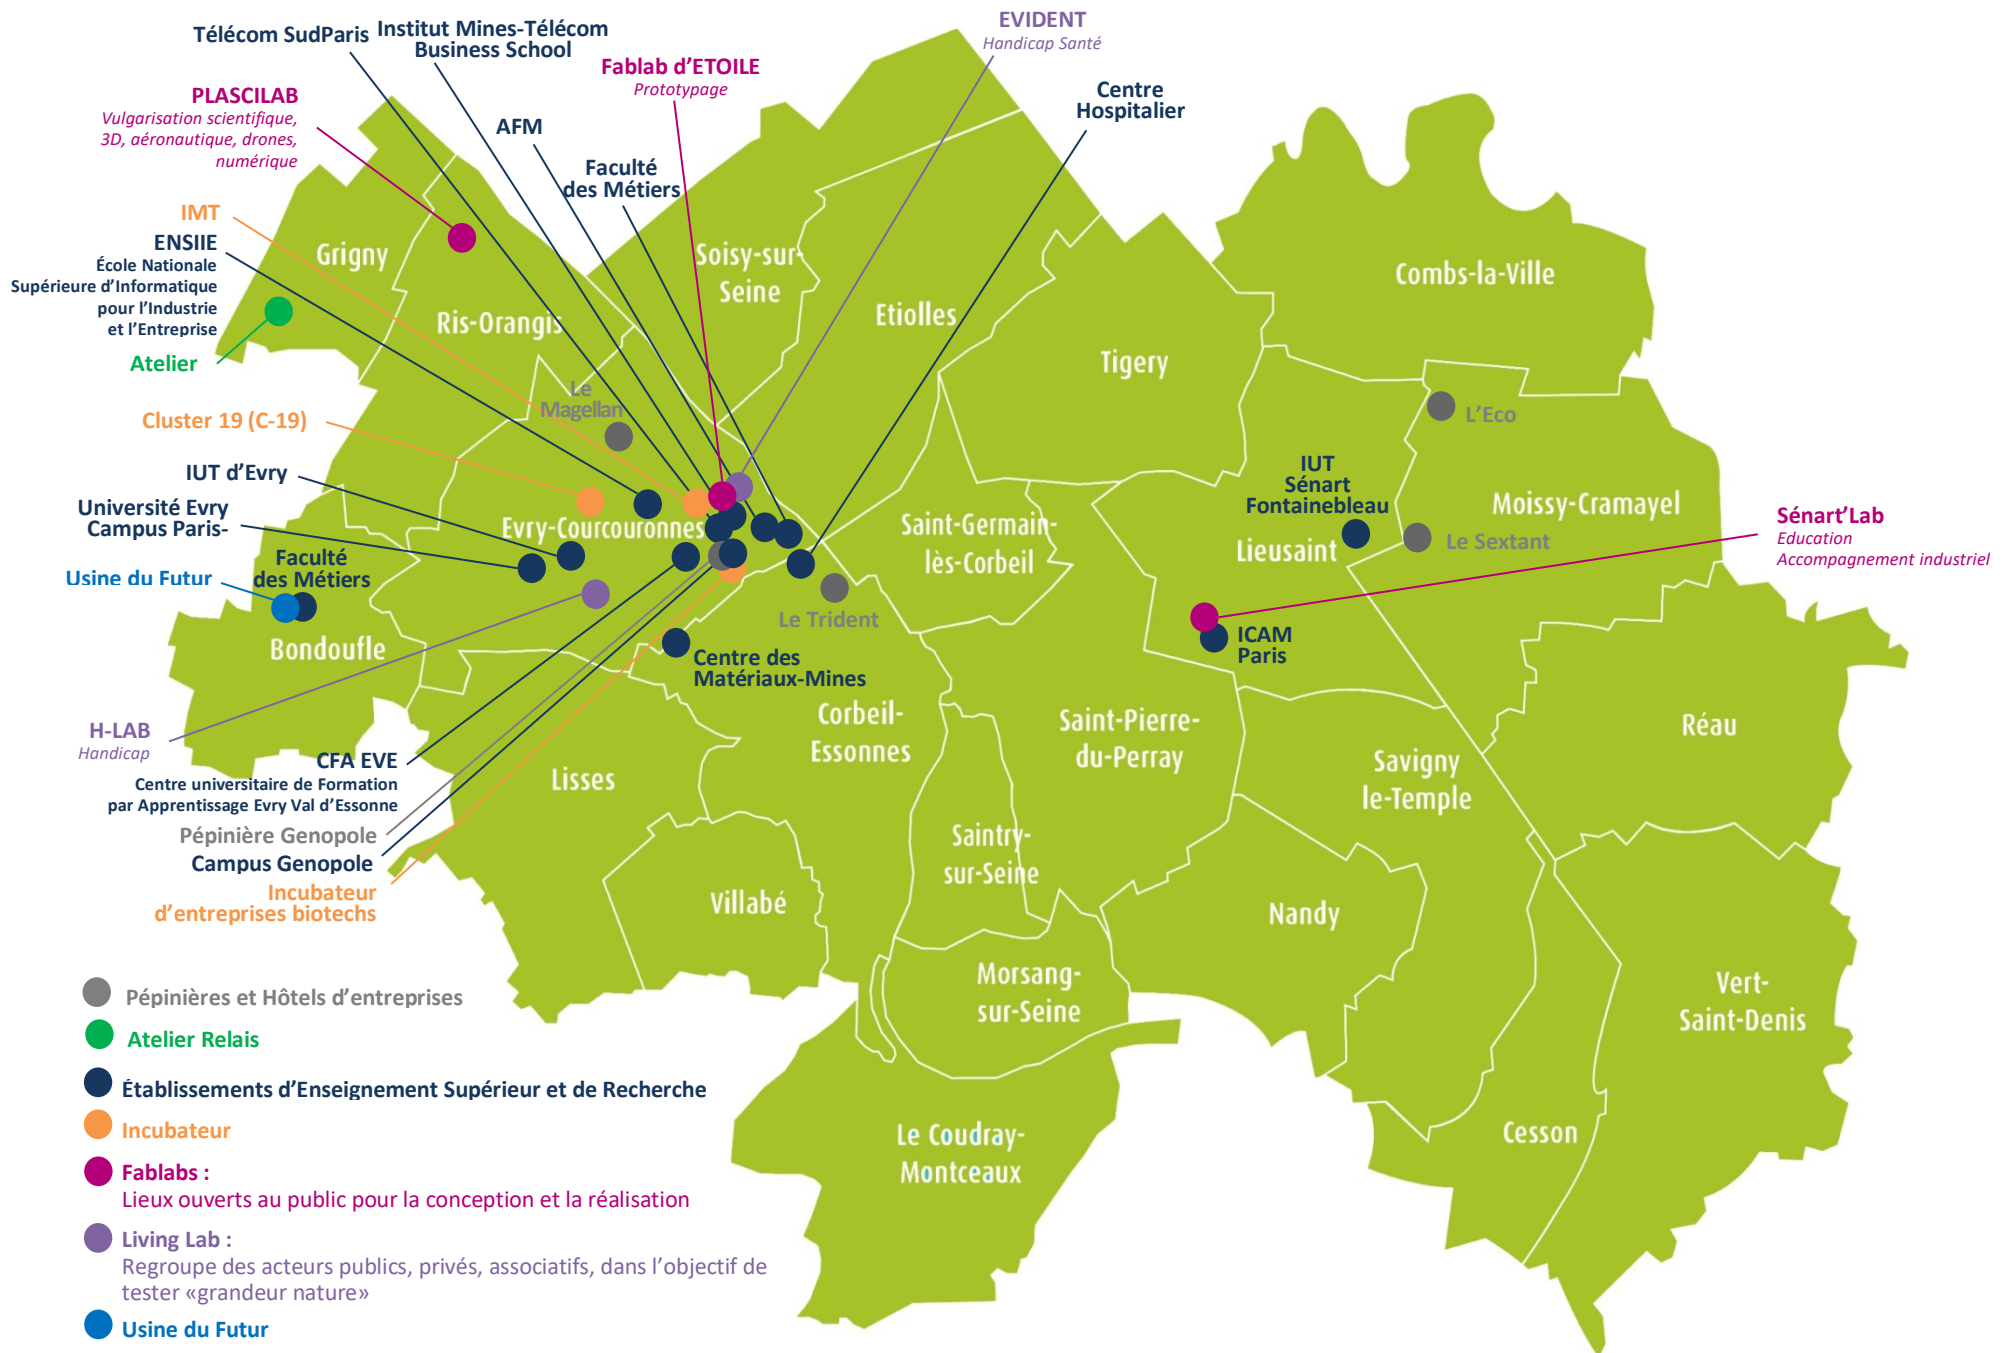 Télécom SudParis
Institut Mines-Télécom
Business School
EVIDENT
Handicap Santé
Fablab d’ETOILE
Prototypage
PLASCILAB
Vulgarisation scientifique,
3D, aéronautique, drones,
numérique
AFM
Centre
Hospitalier
Faculté
des Métiers
IMT
ENSIIE
École Nationale
Supérieure d’Informatique
pour l’Industrie
et l’Entreprise
Atelier
Grigny
Ris-Orangis
Soisy-sur-
Seine
Etiolles
Tigery
Combs-la-Ville
Le
Magellan
L’Eco
Cluster 19 (C-19)
IUT d’Evry
Université Evry
Campus Paris-
Usine du Futur
Faculté
des Métiers
Bondoufle
Evry-Courcouronnes
Saint-Germain-
lès-Corbeil
IUT
Sénart
Fontainebleau
Lieusaint
Moissy-Cramayel
Le Sextant
Sénart’Lab
Education
Accompagnement industriel
Le Trident
ICAM
Paris
Centre des
Matériaux-Mines
H-LAB
Handicap
Corbeil-
Essonnes
Saint-Pierre-
du-Perray
Réau
Savigny
le-Temple
Lisses
CFA EVE
Centre universitaire de Formation
par Apprentissage Evry Val d’Essonne
Pépinière Genopole
Campus Genopole
Incubateur
d’entreprises biotechs
Saintry-
sur-Seine
Villabé
Nandy
Morsang-
sur-Seine
Vert-
Saint-Denis
Le Coudray-
Montceaux
Cesson
Pépinières et Hôtels d’entreprises
Atelier Relais
Établissements d’Enseignement Supérieur et de Recherche
Incubateur
Fablabs :
Lieux ouverts au public pour la conception et la réalisation
Living Lab :
Regroupe des acteurs publics, privés, associatifs, dans l’objectif de
tester «grandeur nature»
Usine du Futur